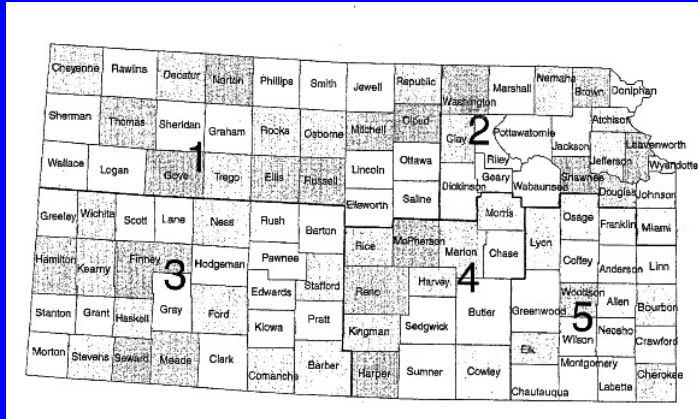 Cheyenne Rawlins Decatur Norton Phillips Smith Jewell Republic Washington Marshall Nemaha Brown Doniphan
Sherman Thomas Sheridan Graham Rooks Osborne Mitchell Cloud Clay 2 Pottawatomie Jackson Atchison Jefferson Leavenworth Wyandotte
Wallace Logan 1 Gove Trego Ellis Russell Lincoln Ottawa Riley Geary Wabaunsee Shawnee Douglas Johnson
Ellsworth Saline Dickinson Morris
Greeley Wichita Scott Lane Ness Rush Barton Rice McPherson Marion Chase Lyon Osage Franklin Miami
Hamilton Kearny Finney 3 Hodgeman Pawnee Stafford Reno Harvey 4 Coffey Anderson Linn
Edwards Woodson Allen Bourbon
Stanton Grant Haskell Gray Ford Kiowa Pratt Kingman Sedgwick Butler Greenwood 5 Wilson Neosho Crawford
Elk
Morton Stevens Seward Meade Clark Comanche Barber Harper Sumner Cowley Chautauqua Montgomery Labette Cherokee